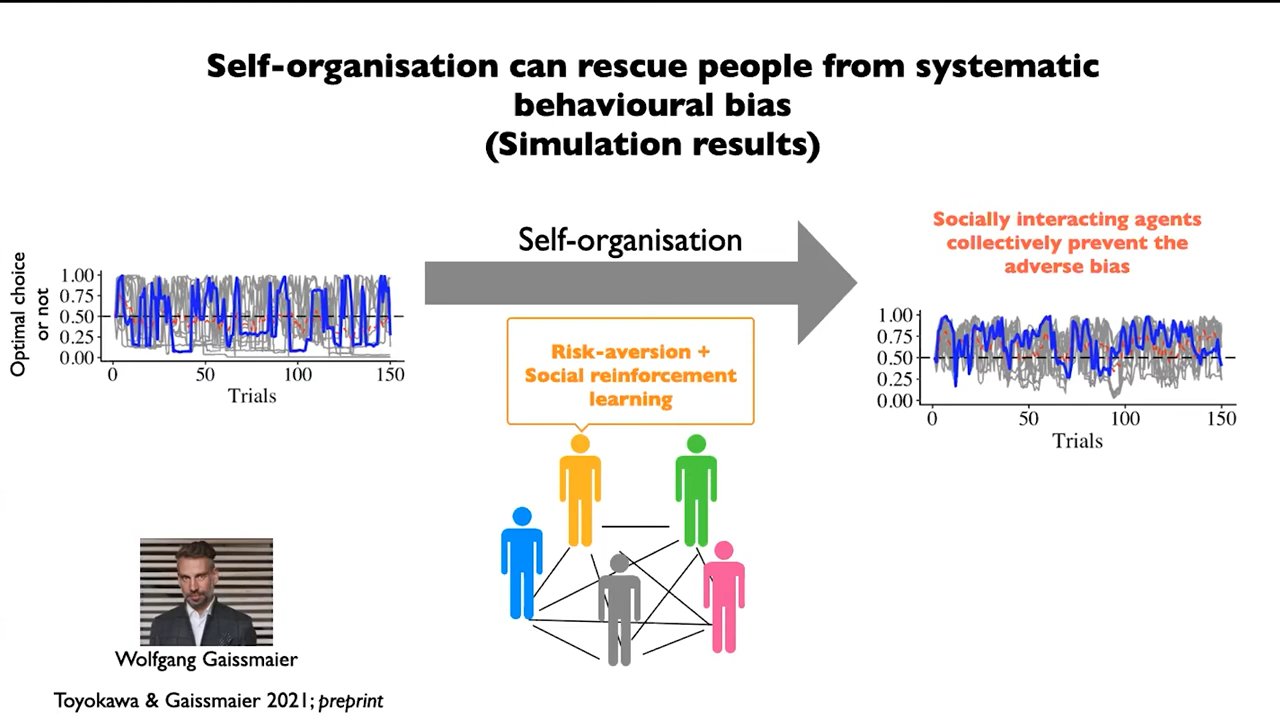 Self-organisation can rescue people from systematic
behavioural bias
(Simulation results)
Optimal choice
or not
1.00
0.75
0.50
0.25
0.00
0
50
100
150
Trials
Self-organisation
Risk-aversion +
Social reinforcement
learning
Socially interacting agents
collectively prevent the
adverse bias
1.00
0.75
0.50
0.25
0.00
0
50
100
150
Trials
Wolfgang Gaissmaier
Toyokawa & Gaissmaier 2021; preprint